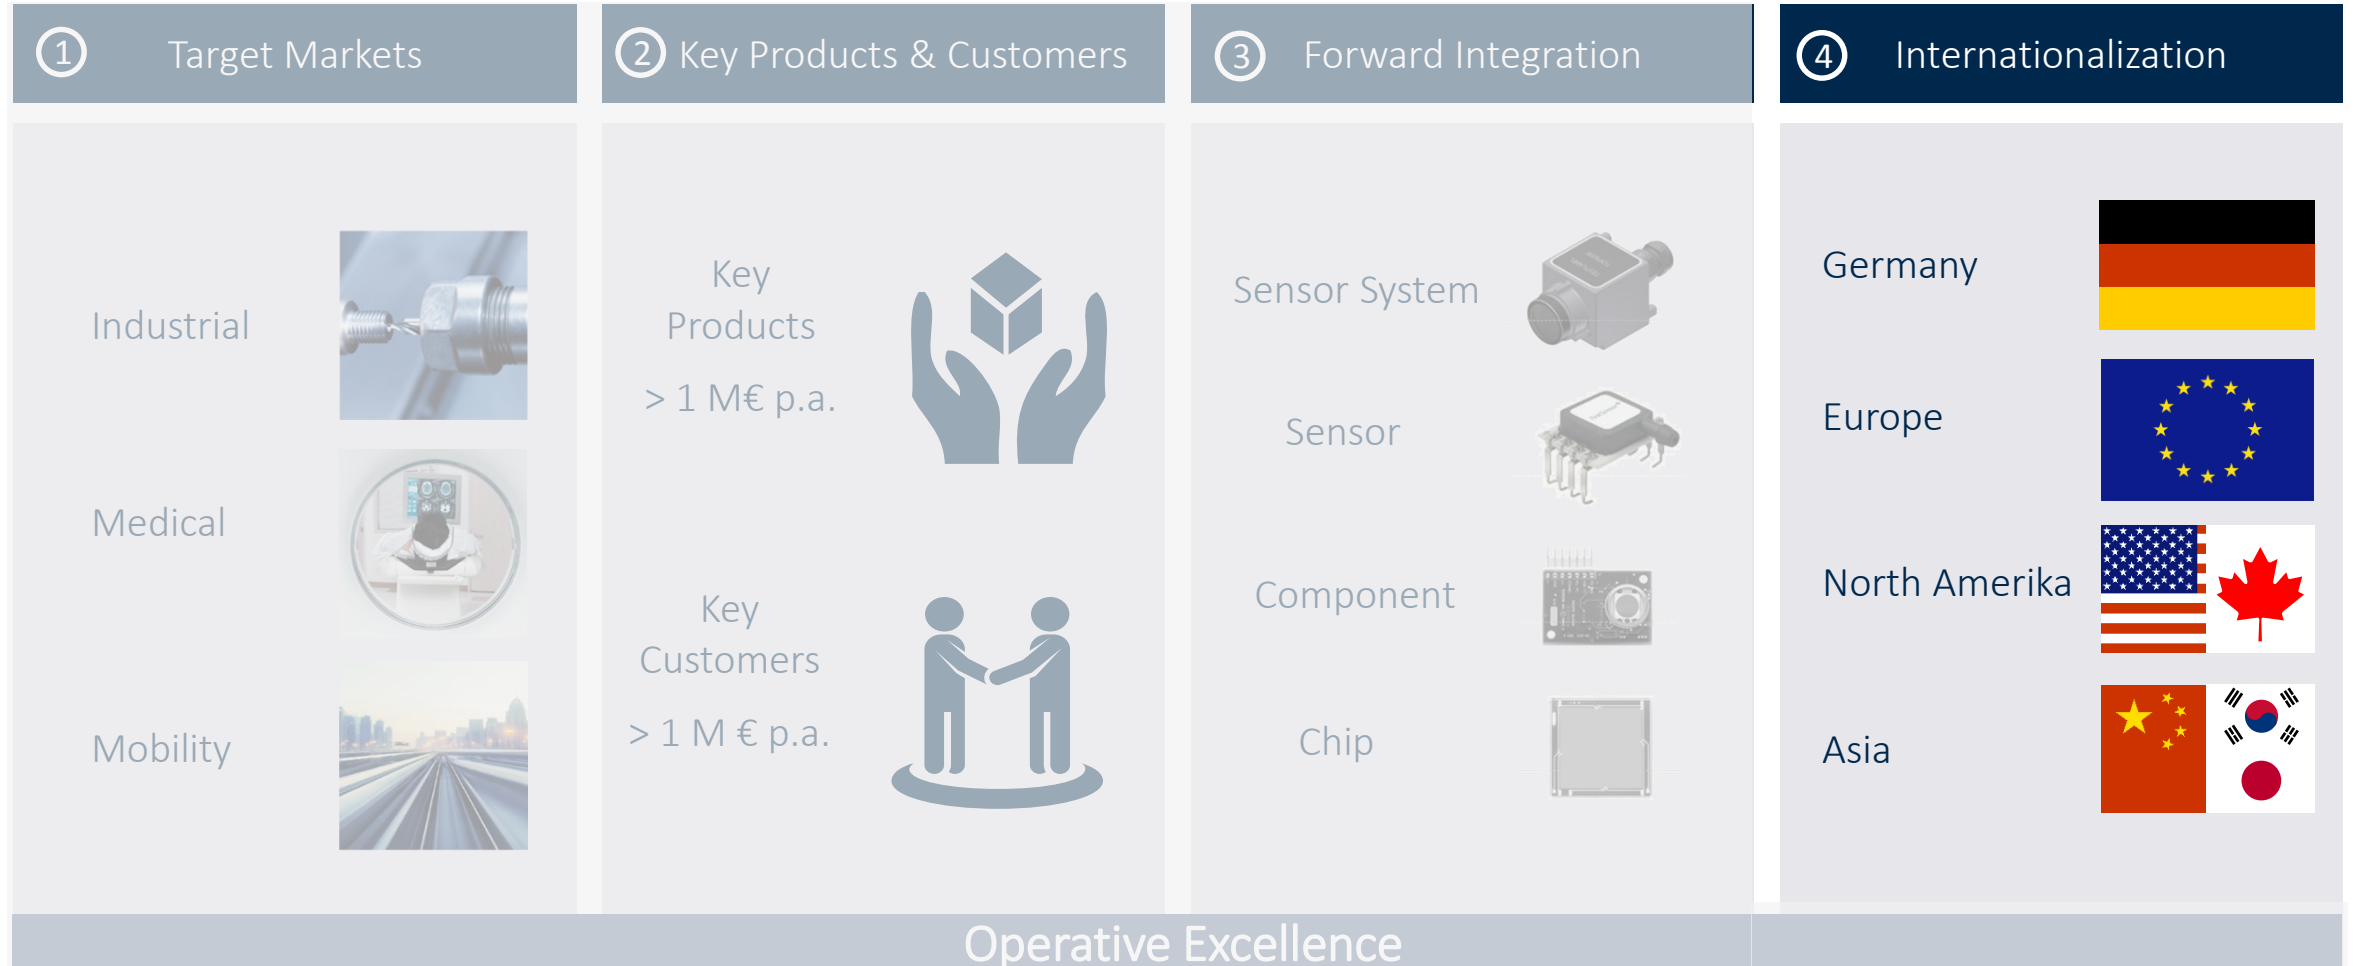 1 Target Markets
Industrial
Medical
Mobility
2 Key Products & Customers
Key
Products
> 1 M€ p.a.
Key
Customers
> 1 M € p.a.
3 Forward Integration
Sensor System
Sensor
Component
Chip
4 Internationalization
Germany
Europe
North Amerika
Asia
Operative Excellence